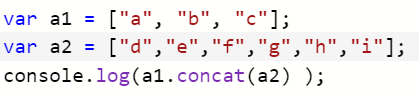 var a1 = ["a", "b", "c"];
var a2 = ["d","e","f","g","h","i"];
console.log(a1.concat(a2) );